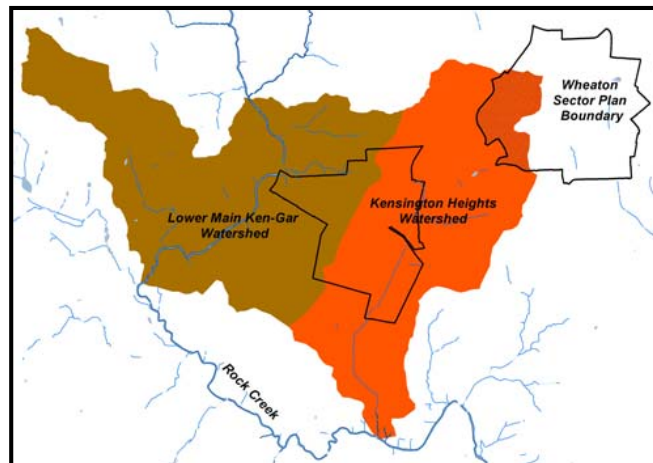 Wheaton
Sector Plan
Boundary
Lower Main Ken-Gar
Watershed
Kensington Heights
Watershed
Rock Creek